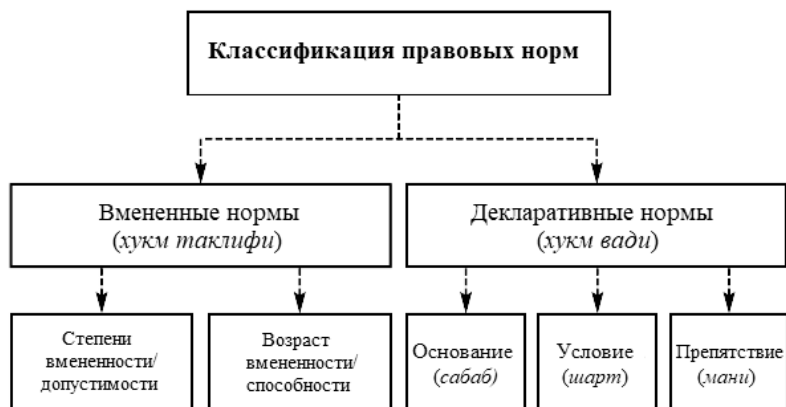 Классификация правовых норм
Вмененные нормы
(хукм таклифи)
Декларативные нормы
(хукм вади)
Степени
вмененности/
допустимости
Возраст
вмененности/
способности
Основание
(сабаб)
Условие
(шарт)
Препятствие
(мани)